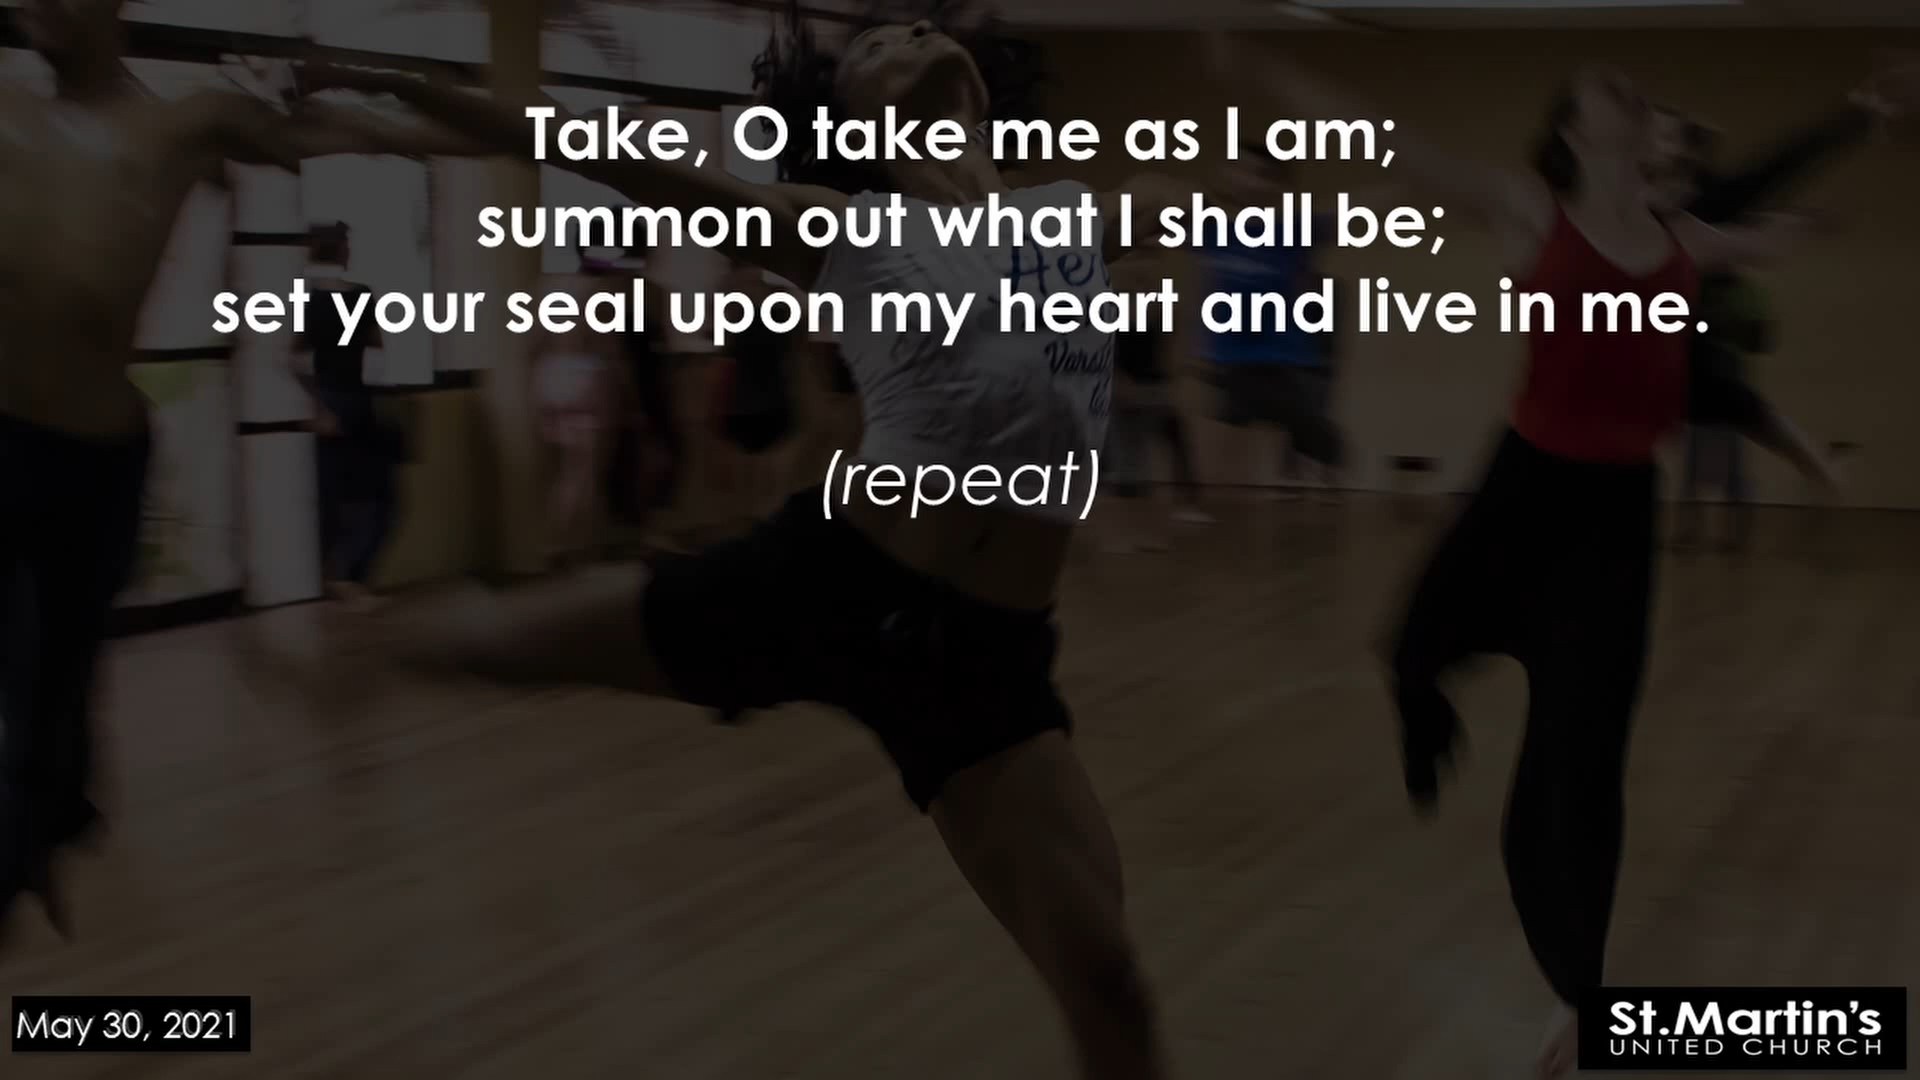 Take, O take me as I am;
summon out what I shall be;
set your seal upon my heart and live in me.
(repeat)
May 30, 2021
St.Martin's
UNITED CHURCH